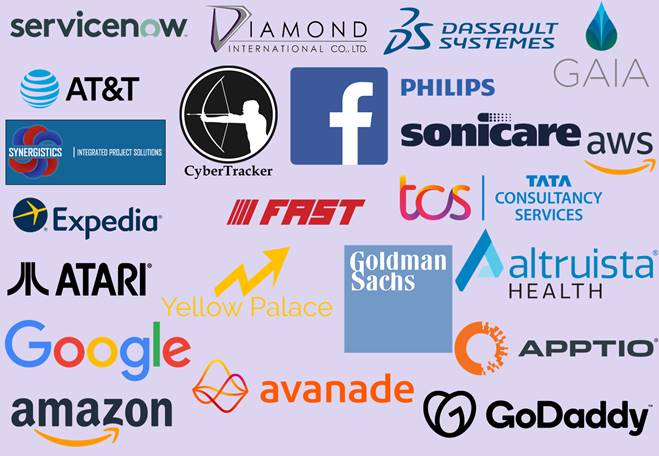 servicenow
DIAMOND
INTERNATIONAL CO., LTD.
DASSAULT
SYSTEMES
GAIA
AT&T
CyberTracker
f
PHILIPS
sonicare
aws
SYNERGISTICS | INTEGRATED PROJECT SOLUTIONS
Expedia®
FAST
tcs
TATA
CONSULTANCY
SERVICES
ATARI®
Yellow Palace
Goldman
Sachs
altruista®
HEALTH
Google
APPTIO®
avanade
amazon
GoDaddy™